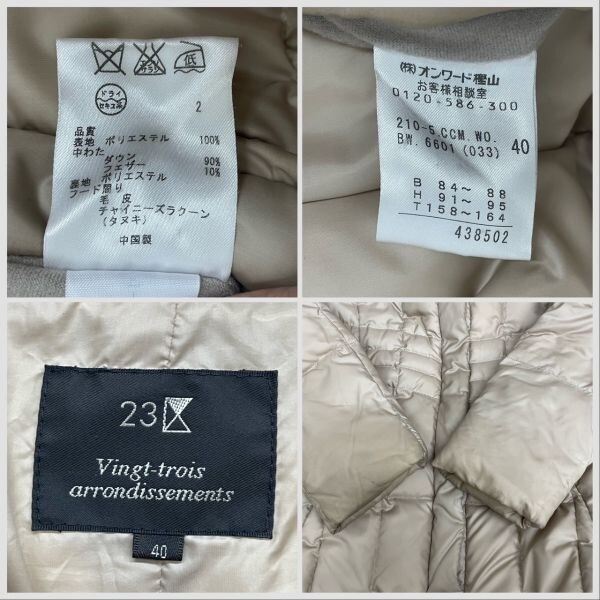 低
ドライ
セキユ系
2
品質
表地 ポリエステル 100%
中わた
ダウン 90%
フェザー 10%
裏地 ポリエステル
フード周り
毛皮
チャイニーズラクーン
(タヌキ)
中国製
(株)オンワード樫山
お客様相談室
0120-586-300
210-5.CCM.WO.
BW. 6601 (033) 40
B 84～ 88
H 91～ 95
T 158～164
438502
23
Vingt-trois
arrondissements
40